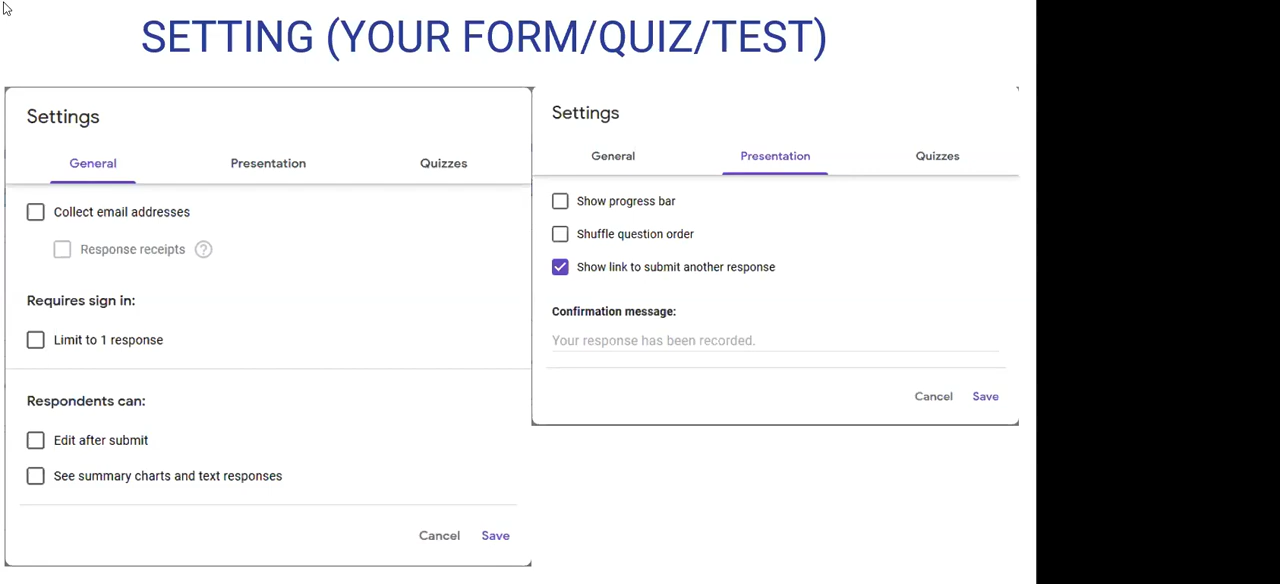 SETTING (YOUR FORM/QUIZ/TEST)
Settings
General Presentation Quizzes
Collect email addresses
Response receipts ?
Requires sign in:
Limit to 1 response
Respondents can:
Edit after submit
See summary charts and text responses
Cancel Save
Settings
General Presentation Quizzes
Show progress bar
Shuffle question order
Show link to submit another response
Confirmation message:
Your response has been recorded.
Cancel Save